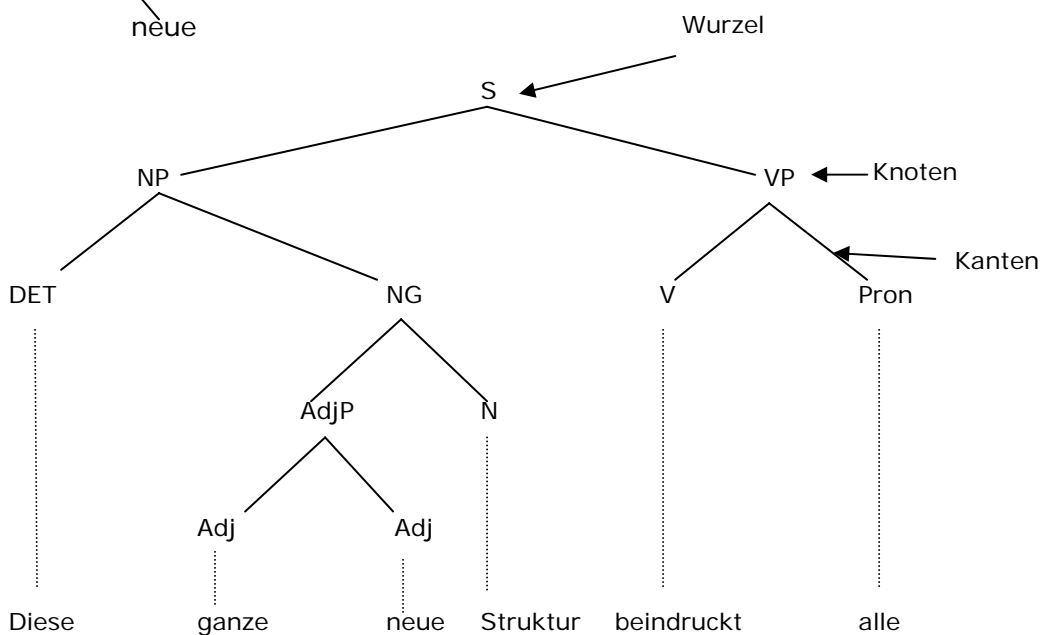 neue
Wurzel
S
NP VP Knoten
Kanten
DET NG V Pron
AdjP N
Adj Adj
Diese ganze neue Struktur beindruckt alle